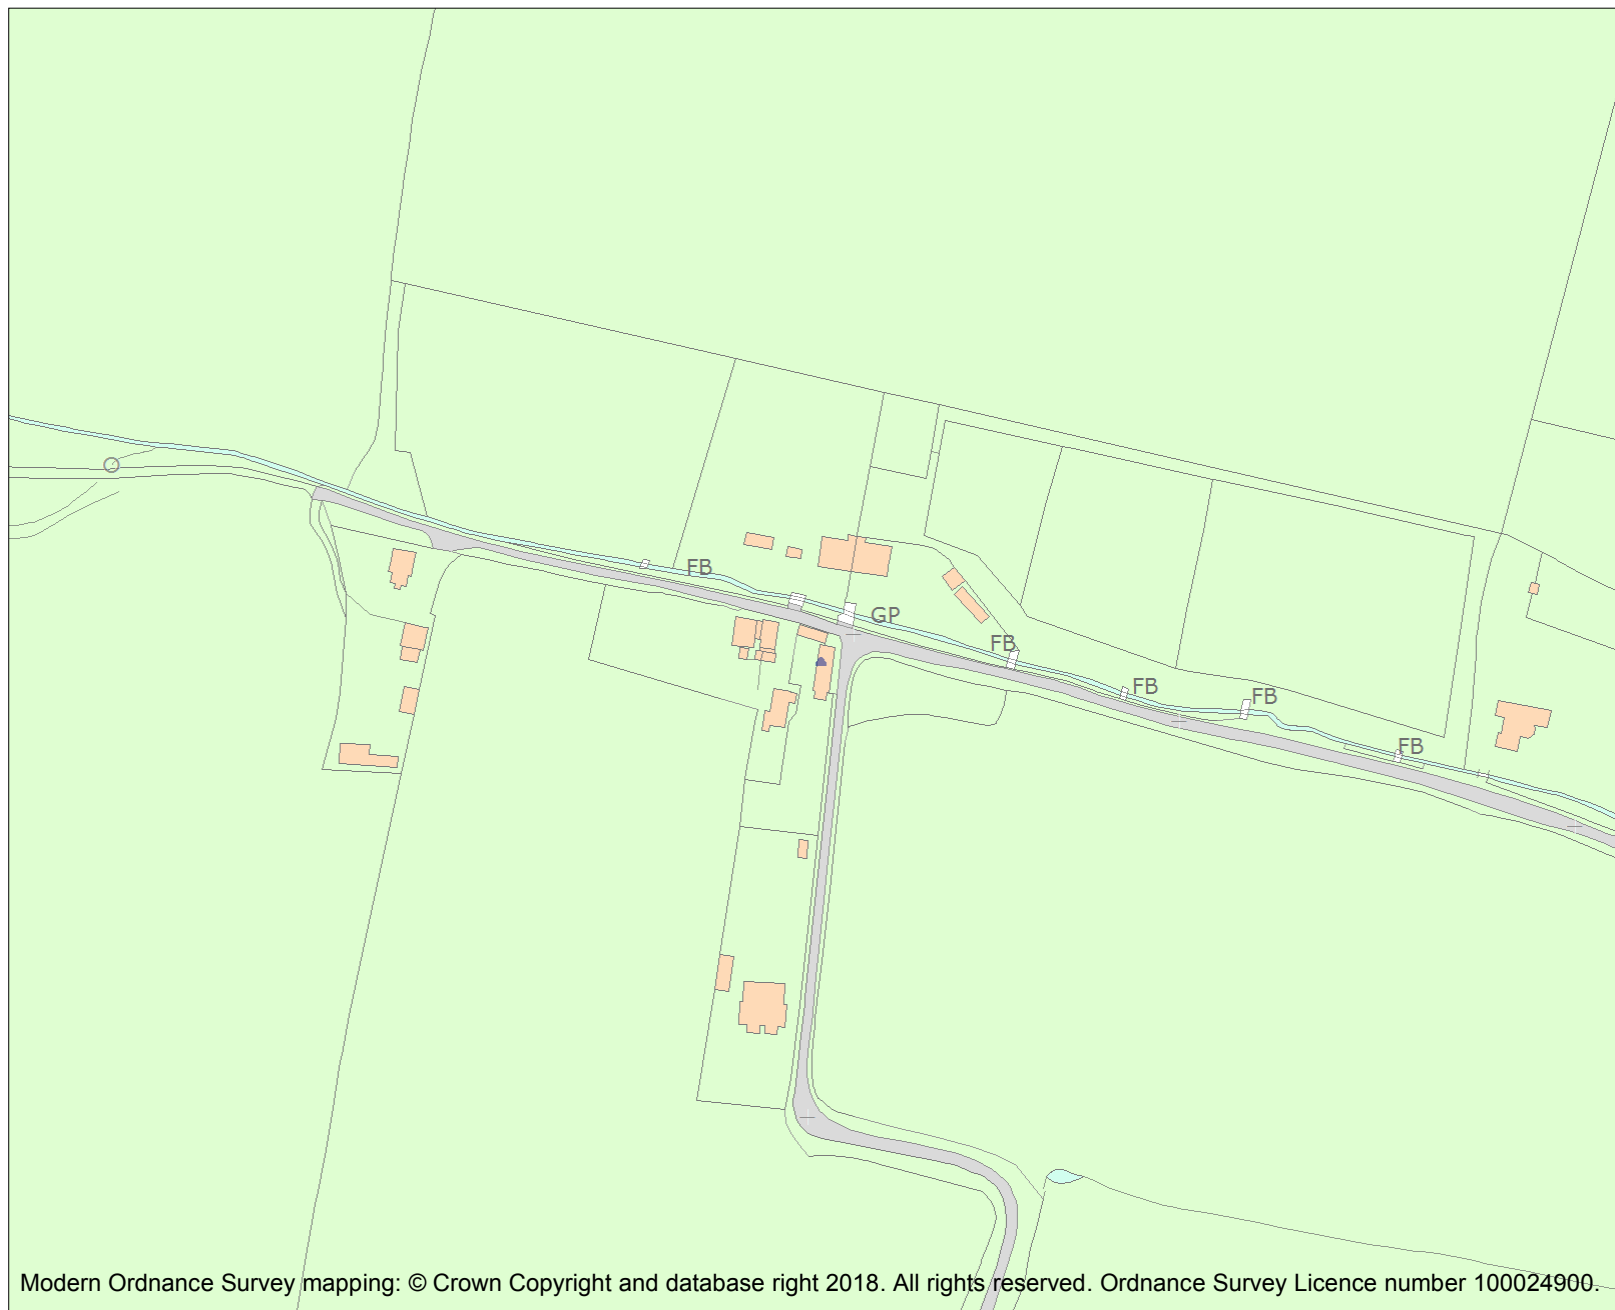 FB
GP
FB
FB
FB
FB
Modern Ordnance Survey mapping: © Crown Copyright and database right 2018. All rights reserved. Ordnance Survey Licence number 100024900.